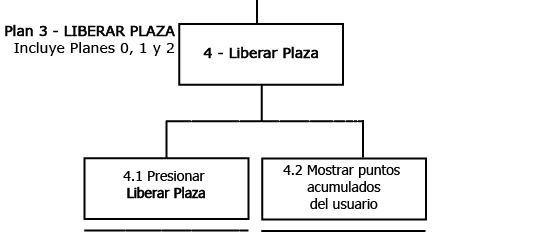 Plan 3 - LIBERAR PLAZA
Incluye Planes 0, 1 y 2
4 - Liberar Plaza
4.1 Presionar
Liberar Plaza
4.2 Mostrar puntos
acumulados
del usuario